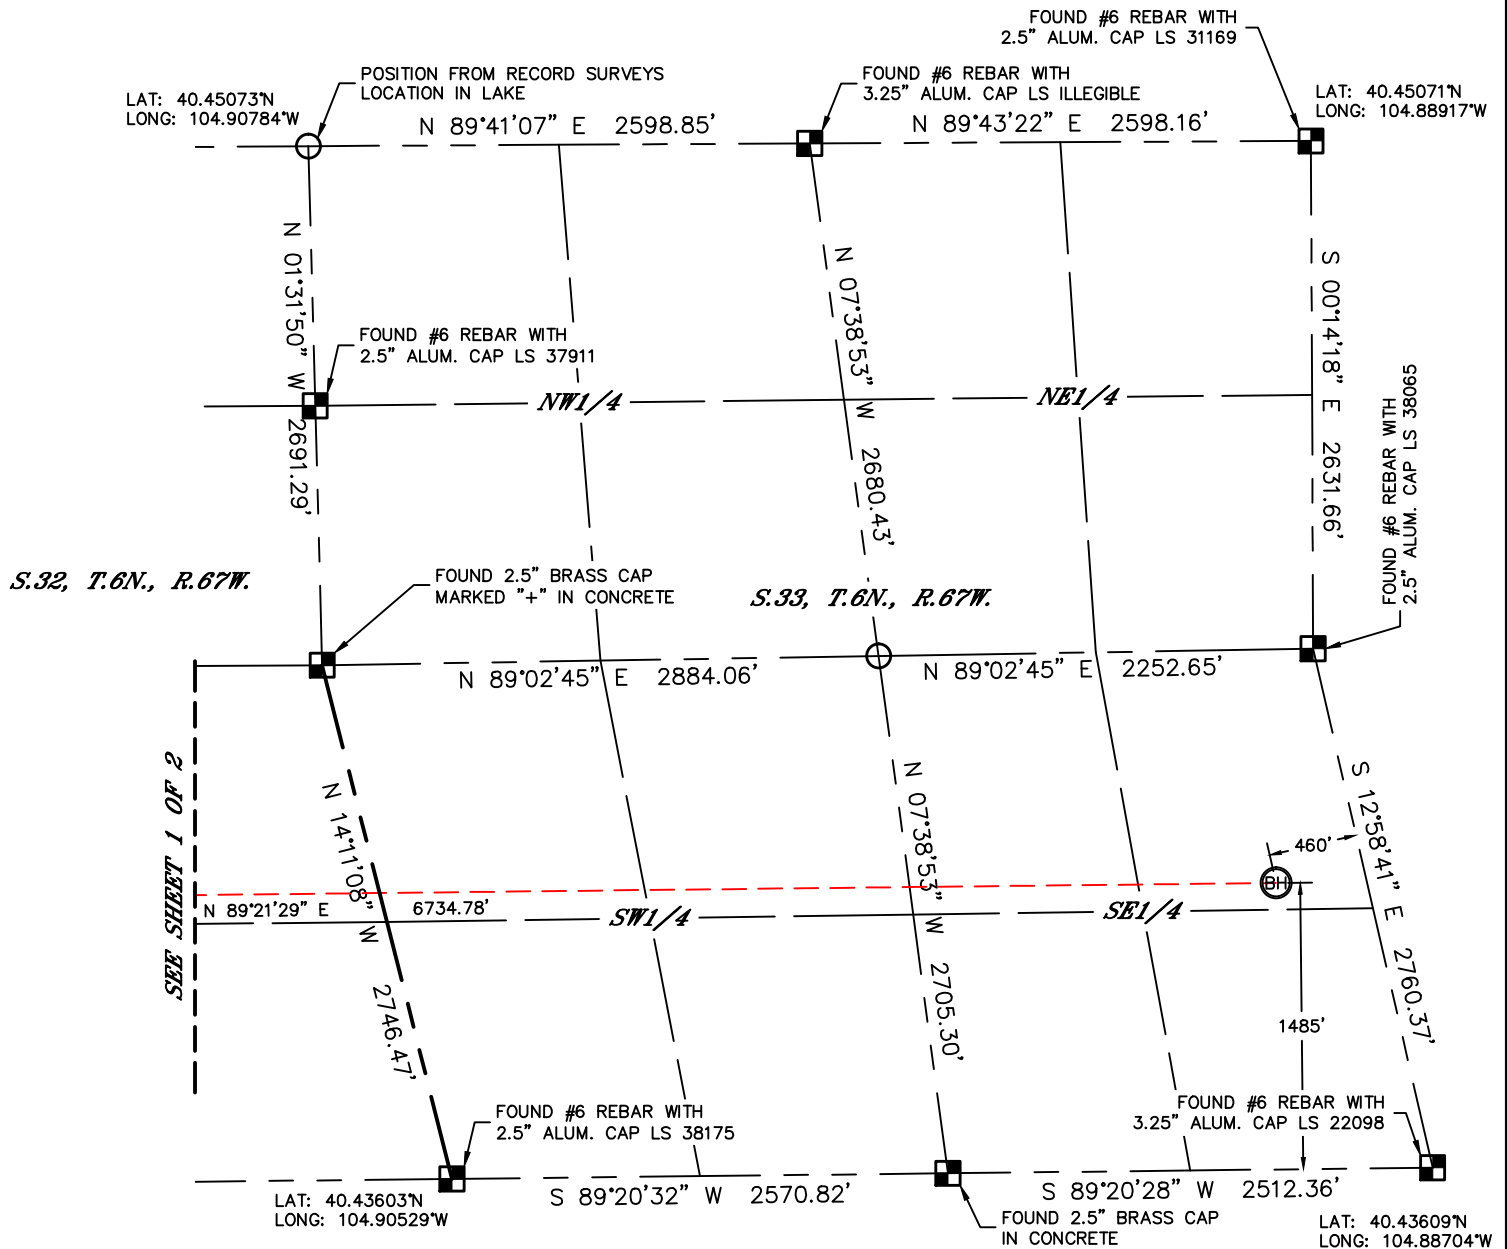 FOUND #6 REBAR WITH
2.5" ALUM. CAP LS 31169
POSITION FROM RECORD SURVEYS
LOCATION IN LAKE
FOUND #6 REBAR WITH
3.25" ALUM. CAP LS ILLEGIBLE
LAT: 40.45073°N
LONG: 104.90784°W
LAT: 40.45071°N
LONG: 104.88917°W
N 89°41'07" E 2598.85'
N 89°43'22" E 2598.16'
N 01°31'50" W 2691.29'
N 07°38'53" W 2680.43'
S 00°14'18" E 2631.66'
FOUND #6 REBAR WITH
2.5" ALUM. CAP LS 37911
NW1/4
NE1/4
FOUND #6 REBAR WITH
2.5" ALUM. CAP LS 38065
S.32, T.6N., R.67W.
FOUND 2.5" BRASS CAP
MARKED "+" IN CONCRETE
S.33, T.6N., R.67W.
N 89°02'45" E 2884.06'
N 89°02'45" E 2252.65'
SEE SHEET 1 OF 2
N 14°11'08" W 2746.47'
N 07°38'53" W 2705.30'
S 12°58'41" E 2760.37'
460'
BH
N 89°21'29" E 6734.78'
SW1/4
SE1/4
1485'
FOUND #6 REBAR WITH
2.5" ALUM. CAP LS 38175
FOUND #6 REBAR WITH
3.25" ALUM. CAP LS 22098
LAT: 40.43603°N
LONG: 104.90529°W
S 89°20'32" W 2570.82'
S 89°20'28" W 2512.36'
FOUND 2.5" BRASS CAP
IN CONCRETE
LAT: 40.43609°N
LONG: 104.88704°W